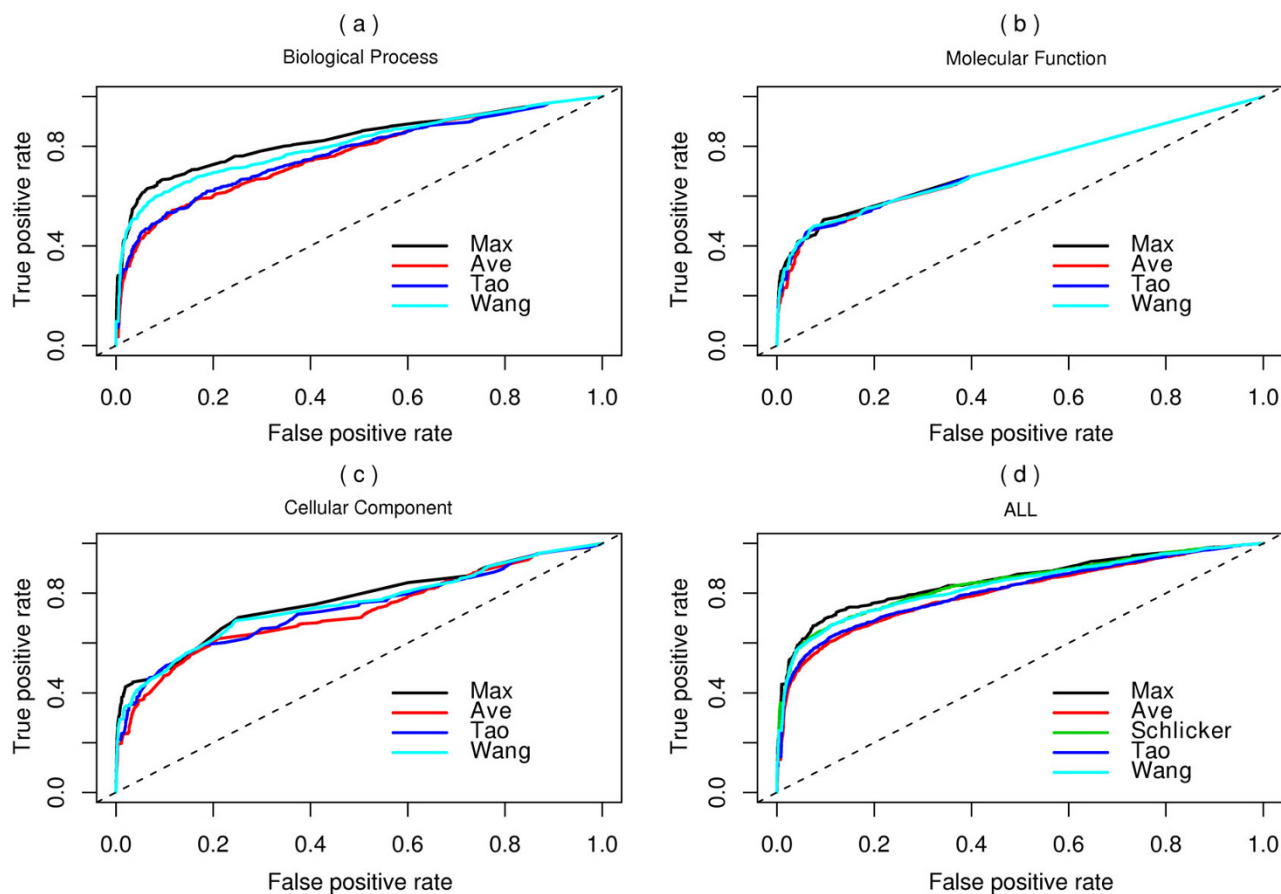 ( a )
Biological Process
True positive rate
0.0 0.4 0.8
Max
Ave
Tao
Wang
0.0 0.2 0.4 0.6 0.8 1.0
False positive rate
( b )
Molecular Function
True positive rate
0.0 0.4 0.8
Max
Ave
Tao
Wang
0.0 0.2 0.4 0.6 0.8 1.0
False positive rate
( c )
Cellular Component
True positive rate
0.0 0.4 0.8
Max
Ave
Tao
Wang
0.0 0.2 0.4 0.6 0.8 1.0
False positive rate
( d )
ALL
True positive rate
0.0 0.4 0.8
Max
Ave
Schlicker
Tao
Wang
0.0 0.2 0.4 0.6 0.8 1.0
False positive rate